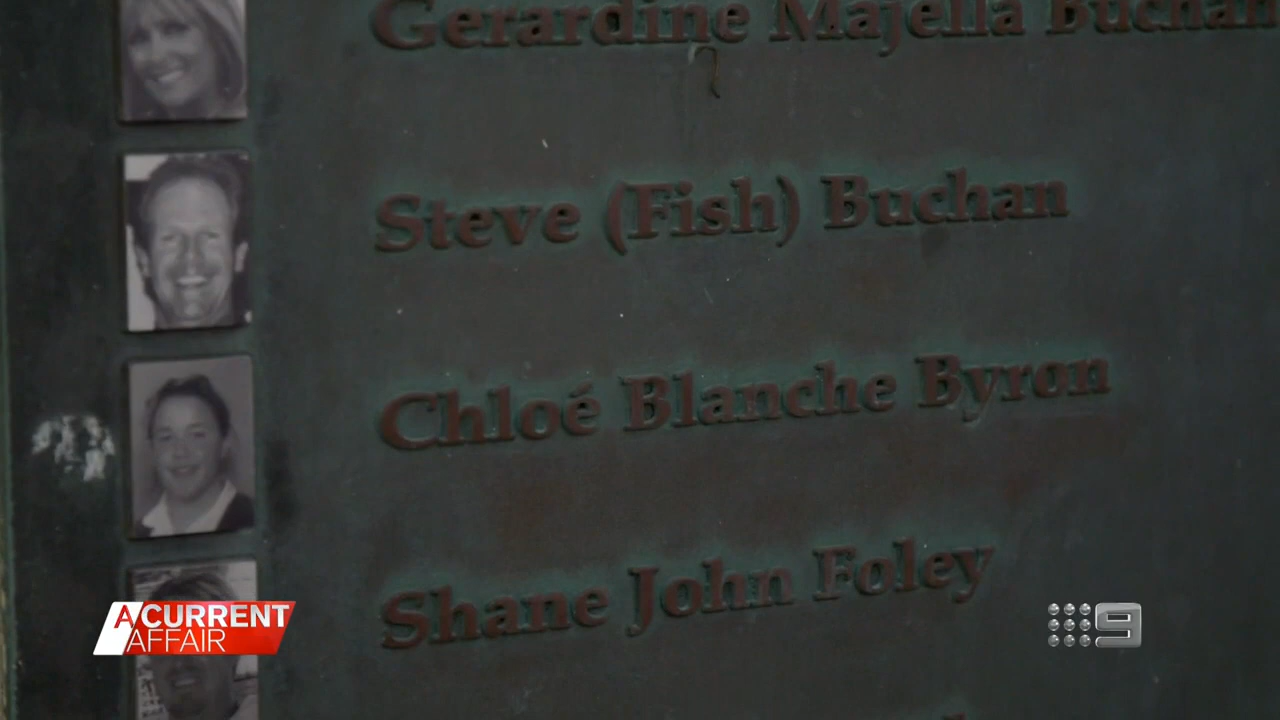 Gerardine Majella Buchan
Steve (Fish) Buchan
Chloé Blanche Byron
Shane John Foley
A CURRENT
AFFAIR
9